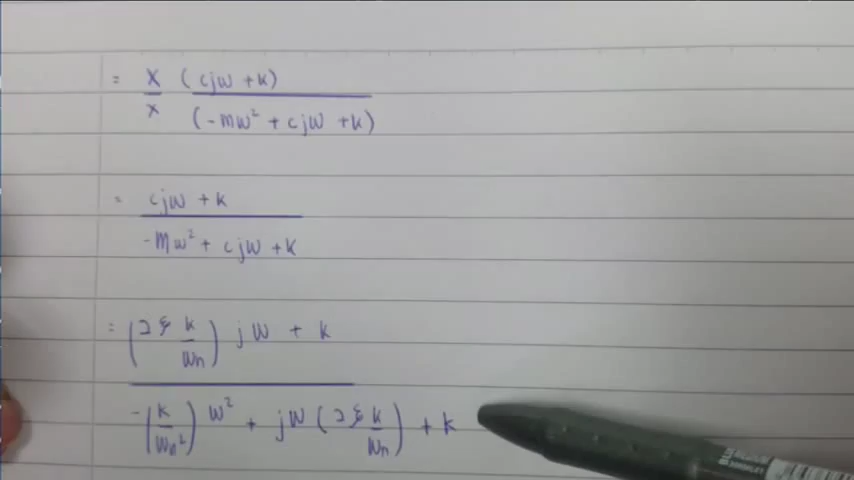 = X (cjω + k)
x (-mω² + cjω + k)
= cjω + k
-mω² + cjω + k
= (2ξ k/ωn) jω + k
-(k/ωn²) ω² + jω (2ξ k/ωn) + k